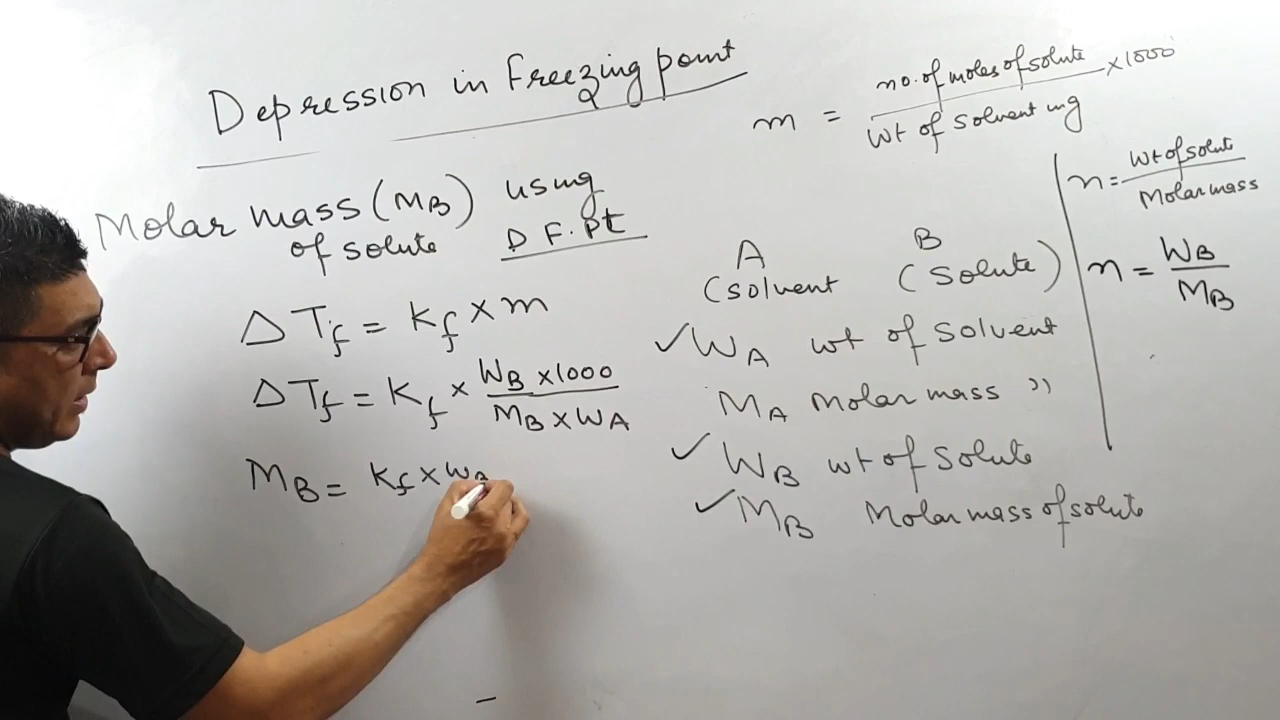 Depression in Freezing point
m = no. of moles of solute × 1000
wt of solvent in g
Molar mass (MB) using
of solute D F. Pt
ΔTf = Kf × m
ΔTf = Kf × WB × 1000
MB × WA
MB = Kf × WB
A B
(Solvent (Solute)
✓ WA wt of Solvent
MA Molar mass ''
✓ WB wt of Solute
✓ MB Molar mass of solute
n = wt of solut
Molar mass
n = WB
MB